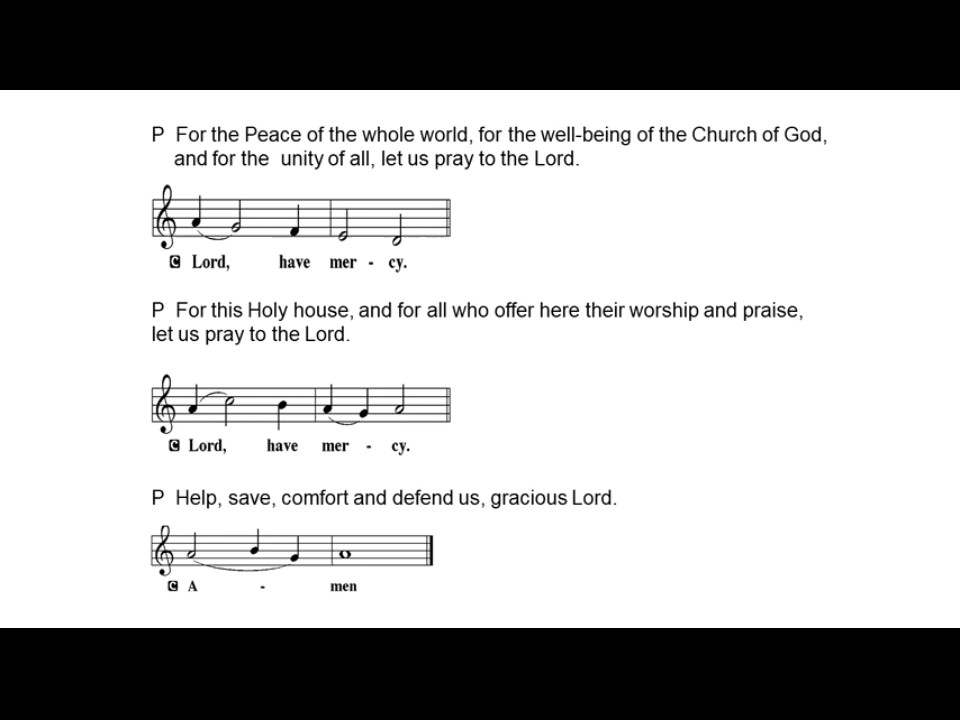 P For the Peace of the whole world, for the well-being of the Church of God,
and for the unity of all, let us pray to the Lord.
C Lord, have mer - cy.
P For this Holy house, and for all who offer here their worship and praise,
let us pray to the Lord.
C Lord, have mer - cy.
P Help, save, comfort and defend us, gracious Lord.
C A - men